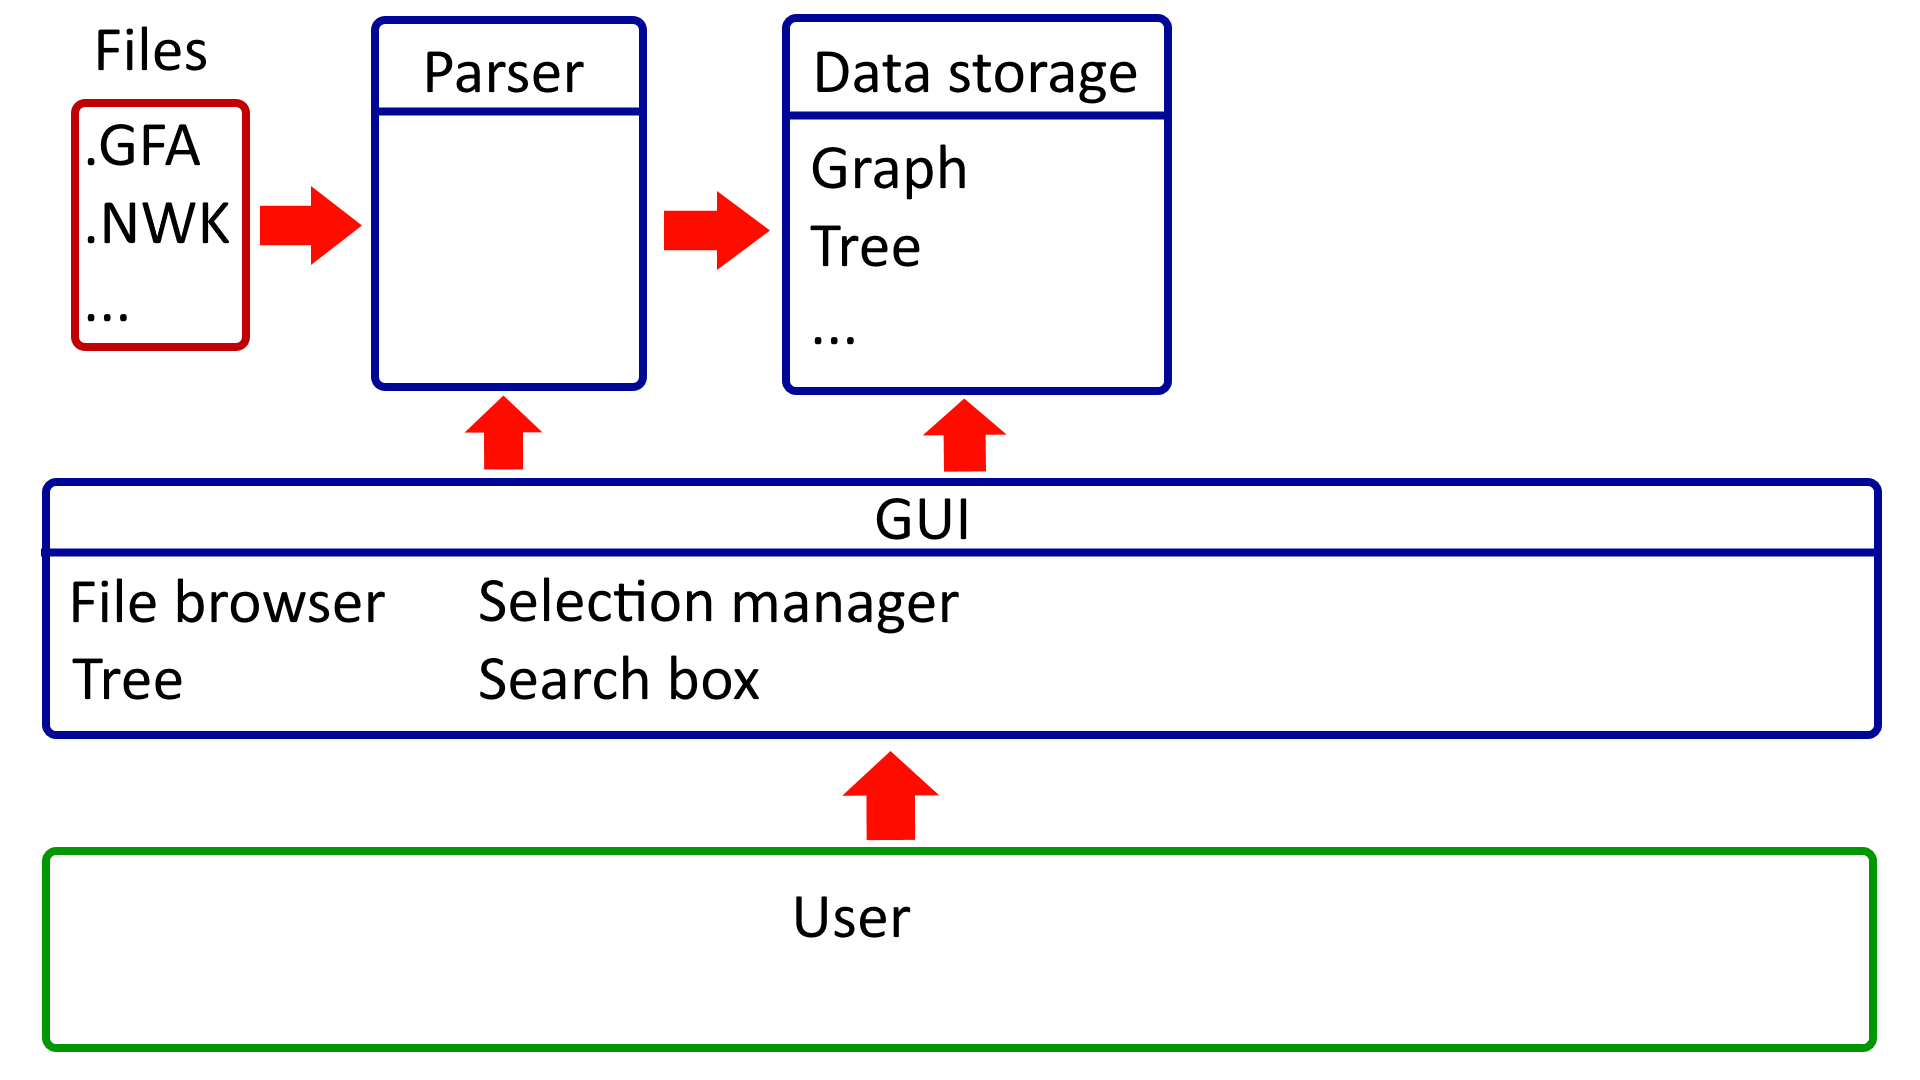 Files
.GFA
.NWK
...
Parser
Data storage
Graph
Tree
...
GUI
File browser
Selection manager
Tree
Search box
User